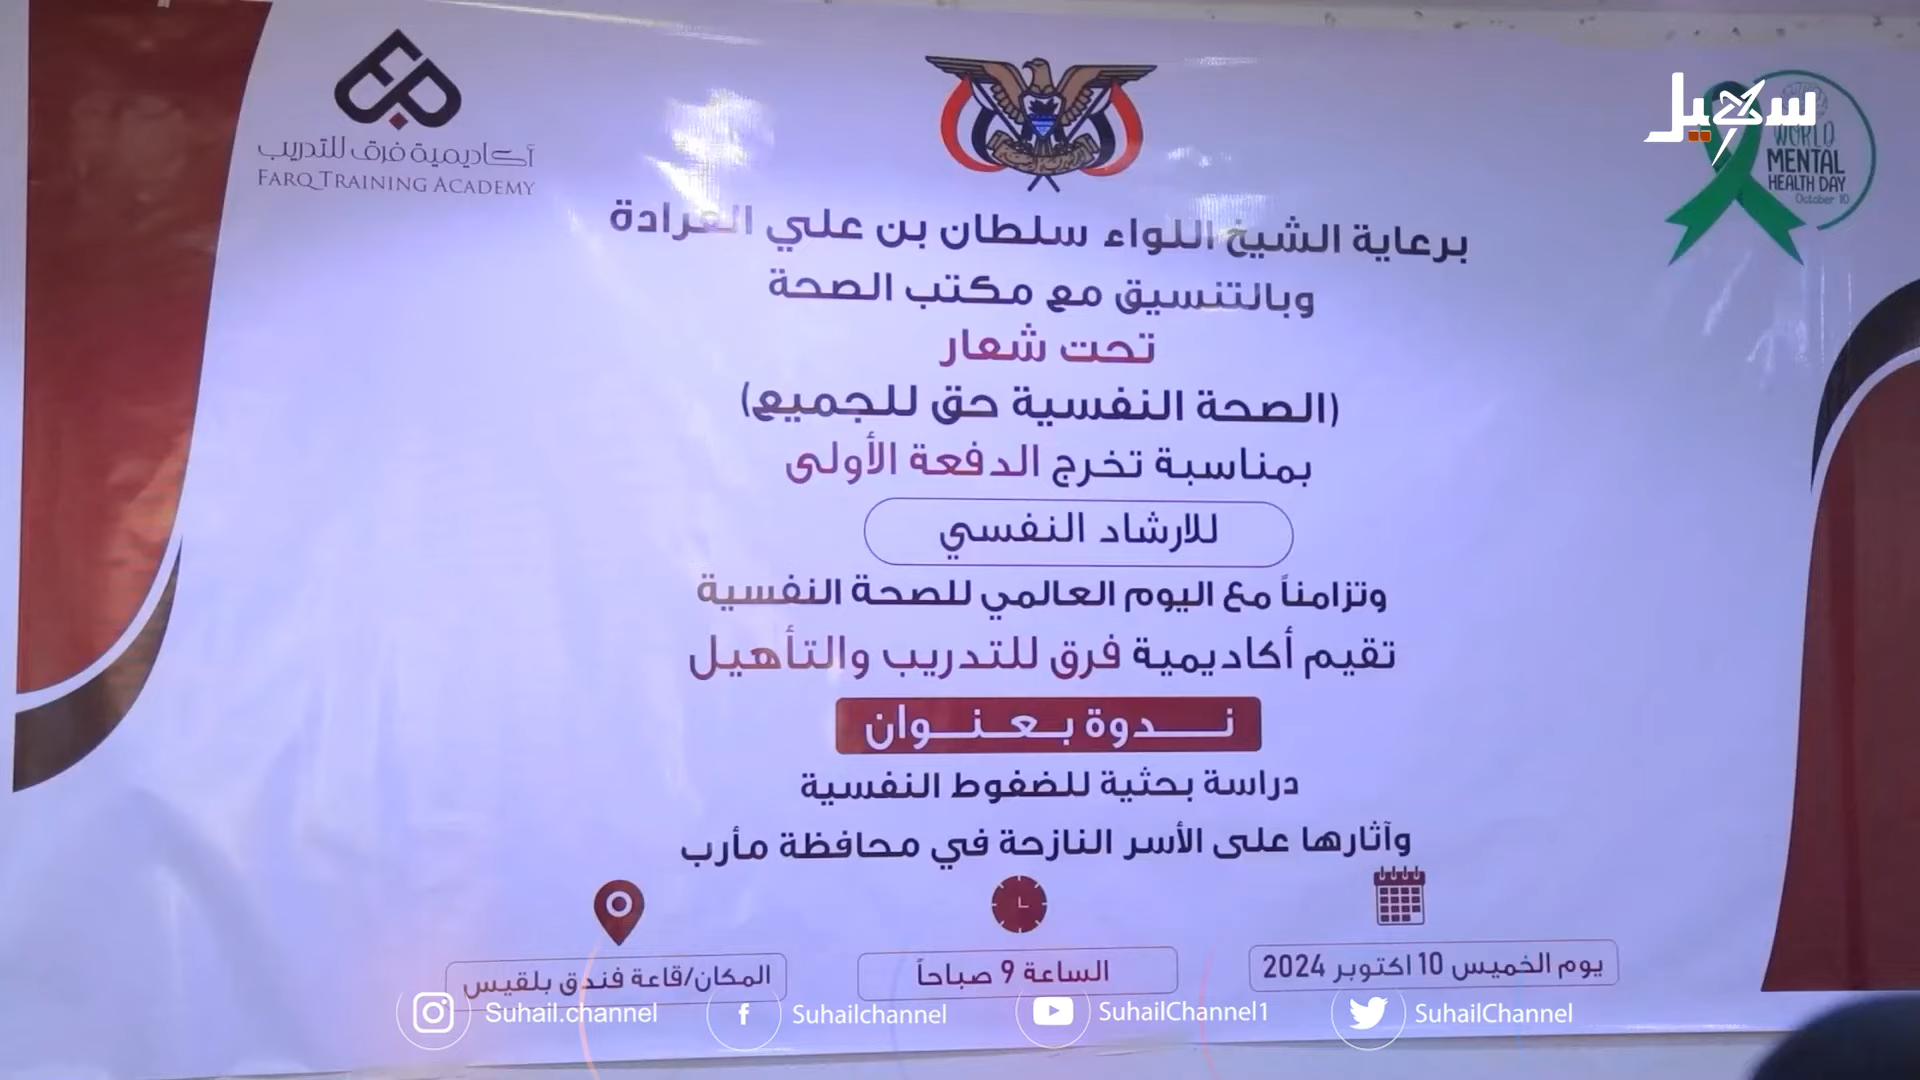 أكاديمية فرق للتدريب
FARQ TRAINING ACADEMY
سهيل
WORLD
MENTAL
HEALTH DAY
October 10
برعاية الشيخ اللواء سلطان بن علي العرادة
وبالتنسيق مع مكتب الصحة
تحت شعار
(الصحة النفسية حق للجميع)
بمناسبة تخرج الدفعة الأولى
للارشاد النفسي
وتزامناً مع اليوم العالمي للصحة النفسية
تقيم أكاديمية فرق للتدريب والتأهيل
نـــدوة بـعـنـــوان
دراسة بحثية للضغوط النفسية
وآثارها على الأسر النازحة في محافظة مأرب
يوم الخميس 10 اكتوبر 2024
الساعة 9 صباحاً
المكان/قاعة فندق بلقيس
Suhail.channel
Suhailchannel
SuhailChannel1
SuhailChannel